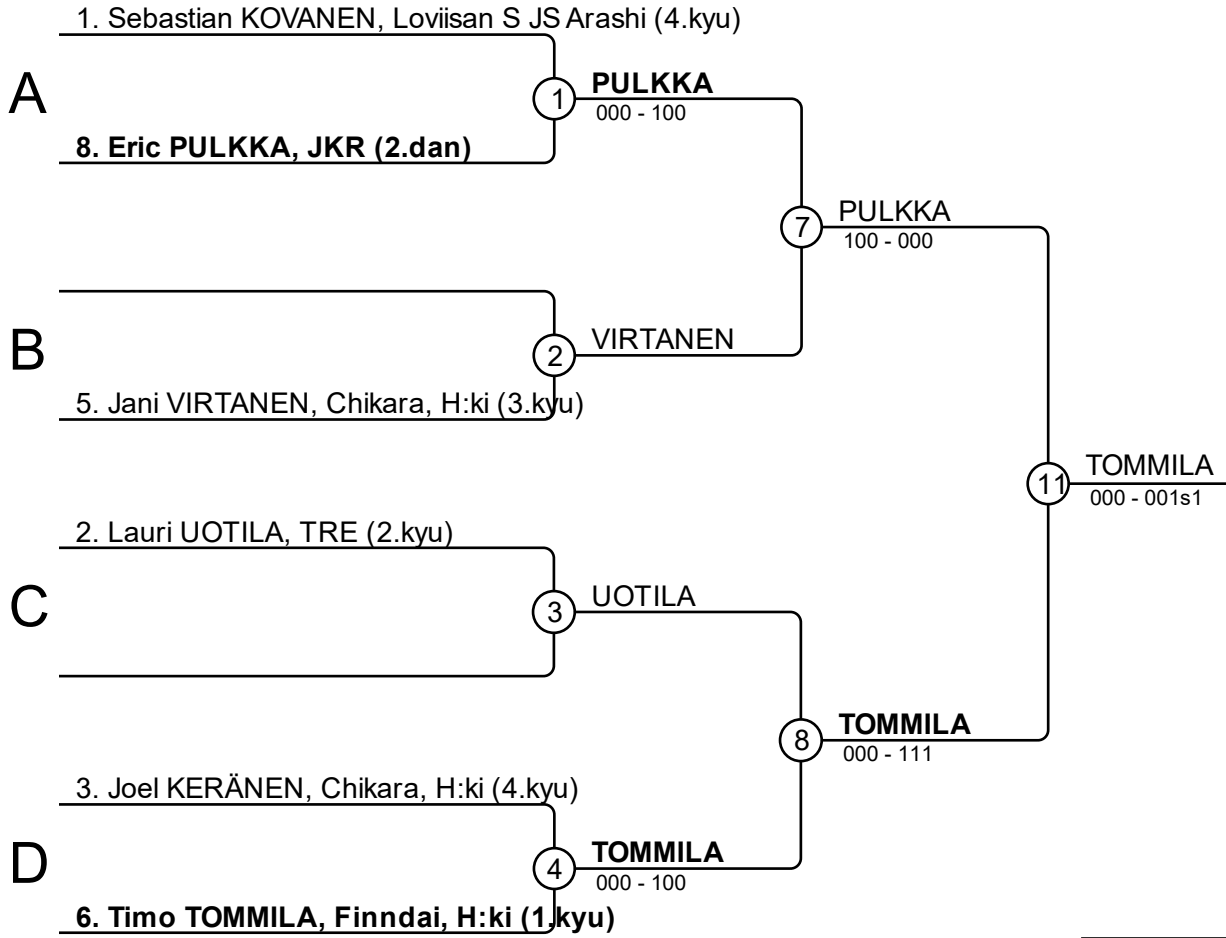 1. Sebastian KOVANEN, Loviisan S JS Arashi (4.kyu)
A
1
PULKKA
000 - 100
8. Eric PULKKA, JKR (2.dan)
7
PULKKA
100 - 000
B
2
VIRTANEN
5. Jani VIRTANEN, Chikara, H:ki (3.kyu)
11
TOMMILA
000 - 001s1
2. Lauri UOTILA, TRE (2.kyu)
C
3
UOTILA
8
TOMMILA
000 - 111
3. Joel KERÄNEN, Chikara, H:ki (4.kyu)
D
4
TOMMILA
000 - 100
6. Timo TOMMILA, Finndai, H:ki (1.kyu)